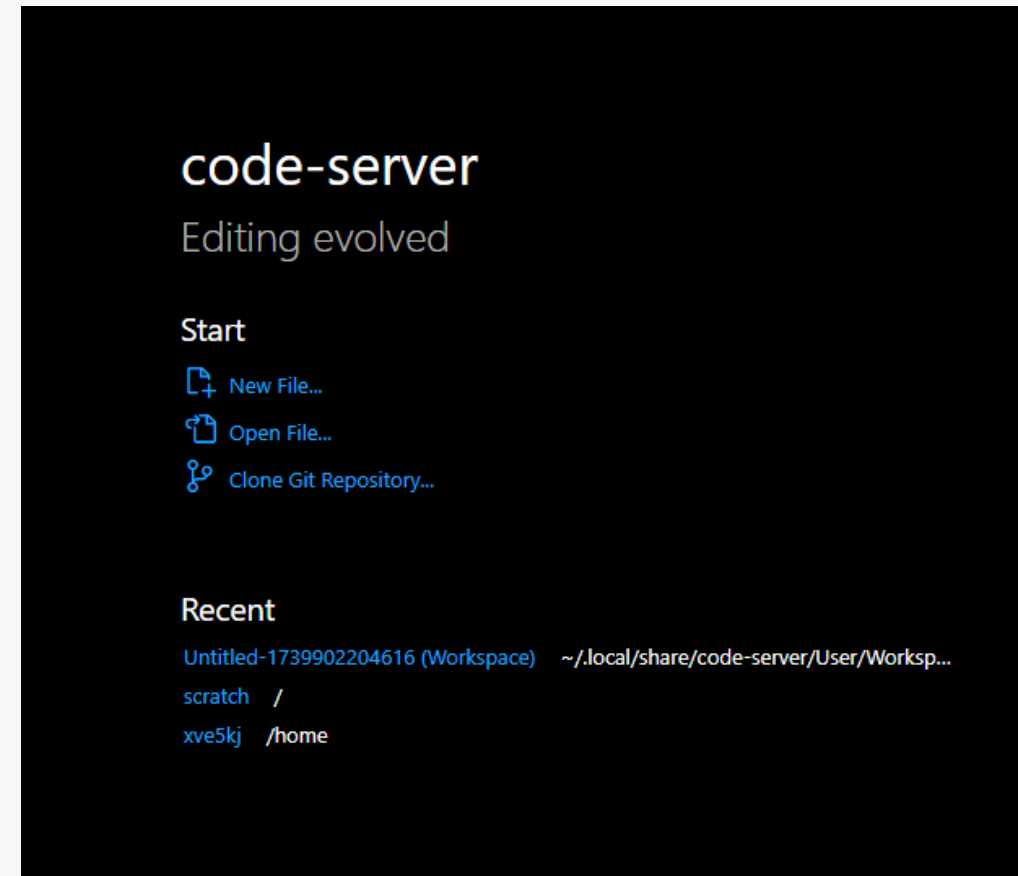 code-server
Editing evolved
Start
New File...
Open File...
Clone Git Repository...
Recent
Untitled-1739902204616 (Workspace) ~/.local/share/code-server/User/Worksp...
scratch /
xve5kj /home